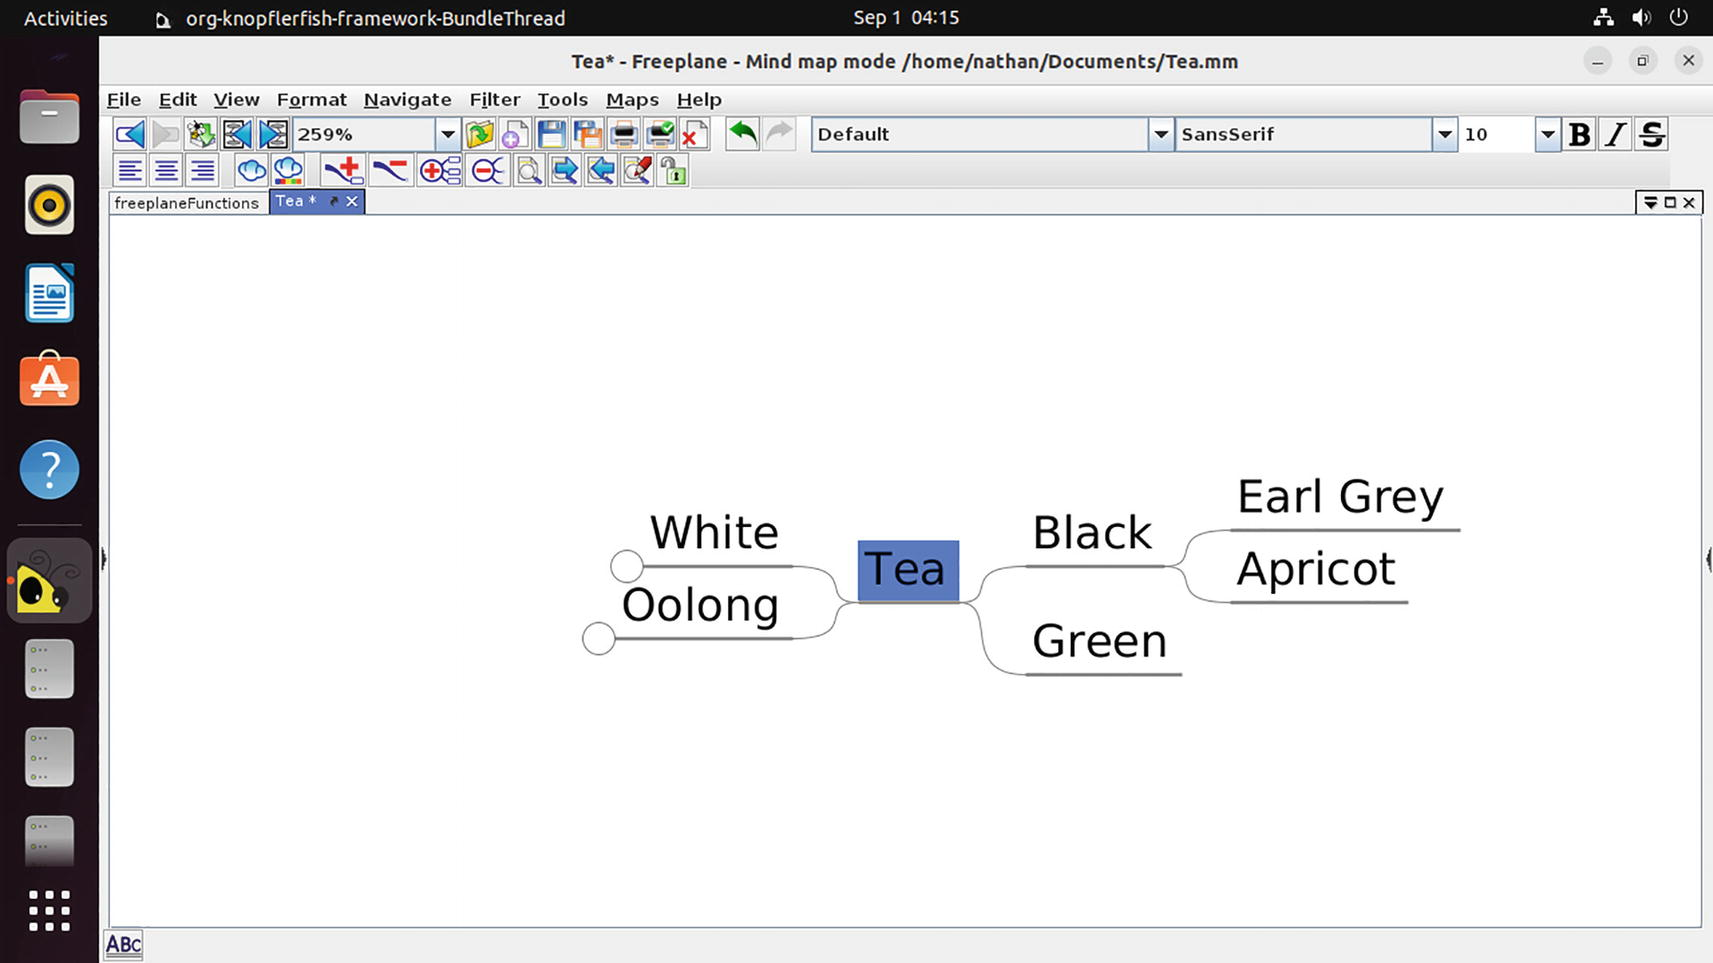 Activities org-knopflerfish-framework-BundleThread Sep 1 04:15
Tea* - Freeplane - Mind map mode /home/nathan/Documents/Tea.mm
File Edit View Format Navigate Filter Tools Maps Help
259% Default SansSerif 10 B I S
freeplaneFunctions Tea *
Earl Grey
White Tea Black
Apricot
Oolong
Green
ABC